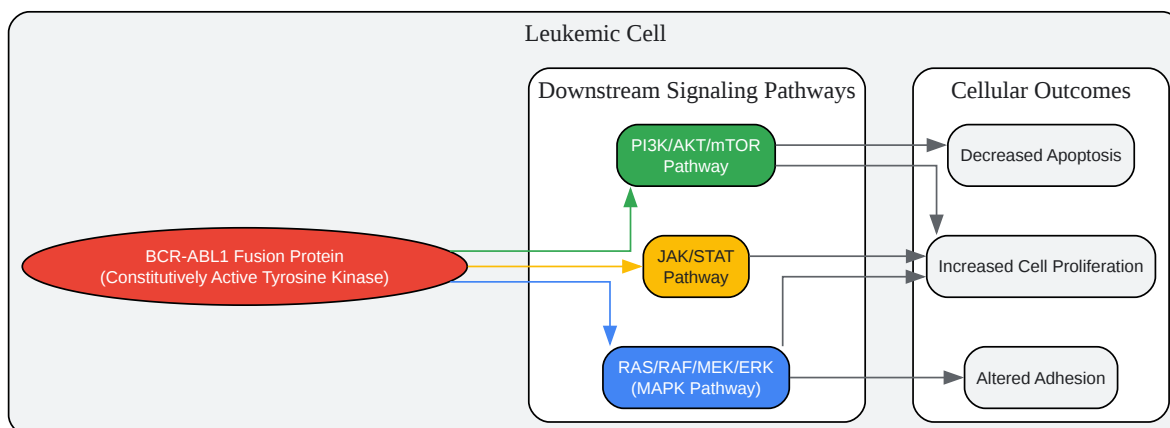 Leukemic Cell
Downstream Signaling Pathways
Cellular Outcomes
PI3K/AKT/mTOR
Pathway
Decreased Apoptosis
BCR-ABL1 Fusion Protein
(Constitutively Active Tyrosine Kinase)
JAK/STAT
Pathway
Increased Cell Proliferation
RAS/RAF/MEK/ERK
(MAPK Pathway)
Altered Adhesion